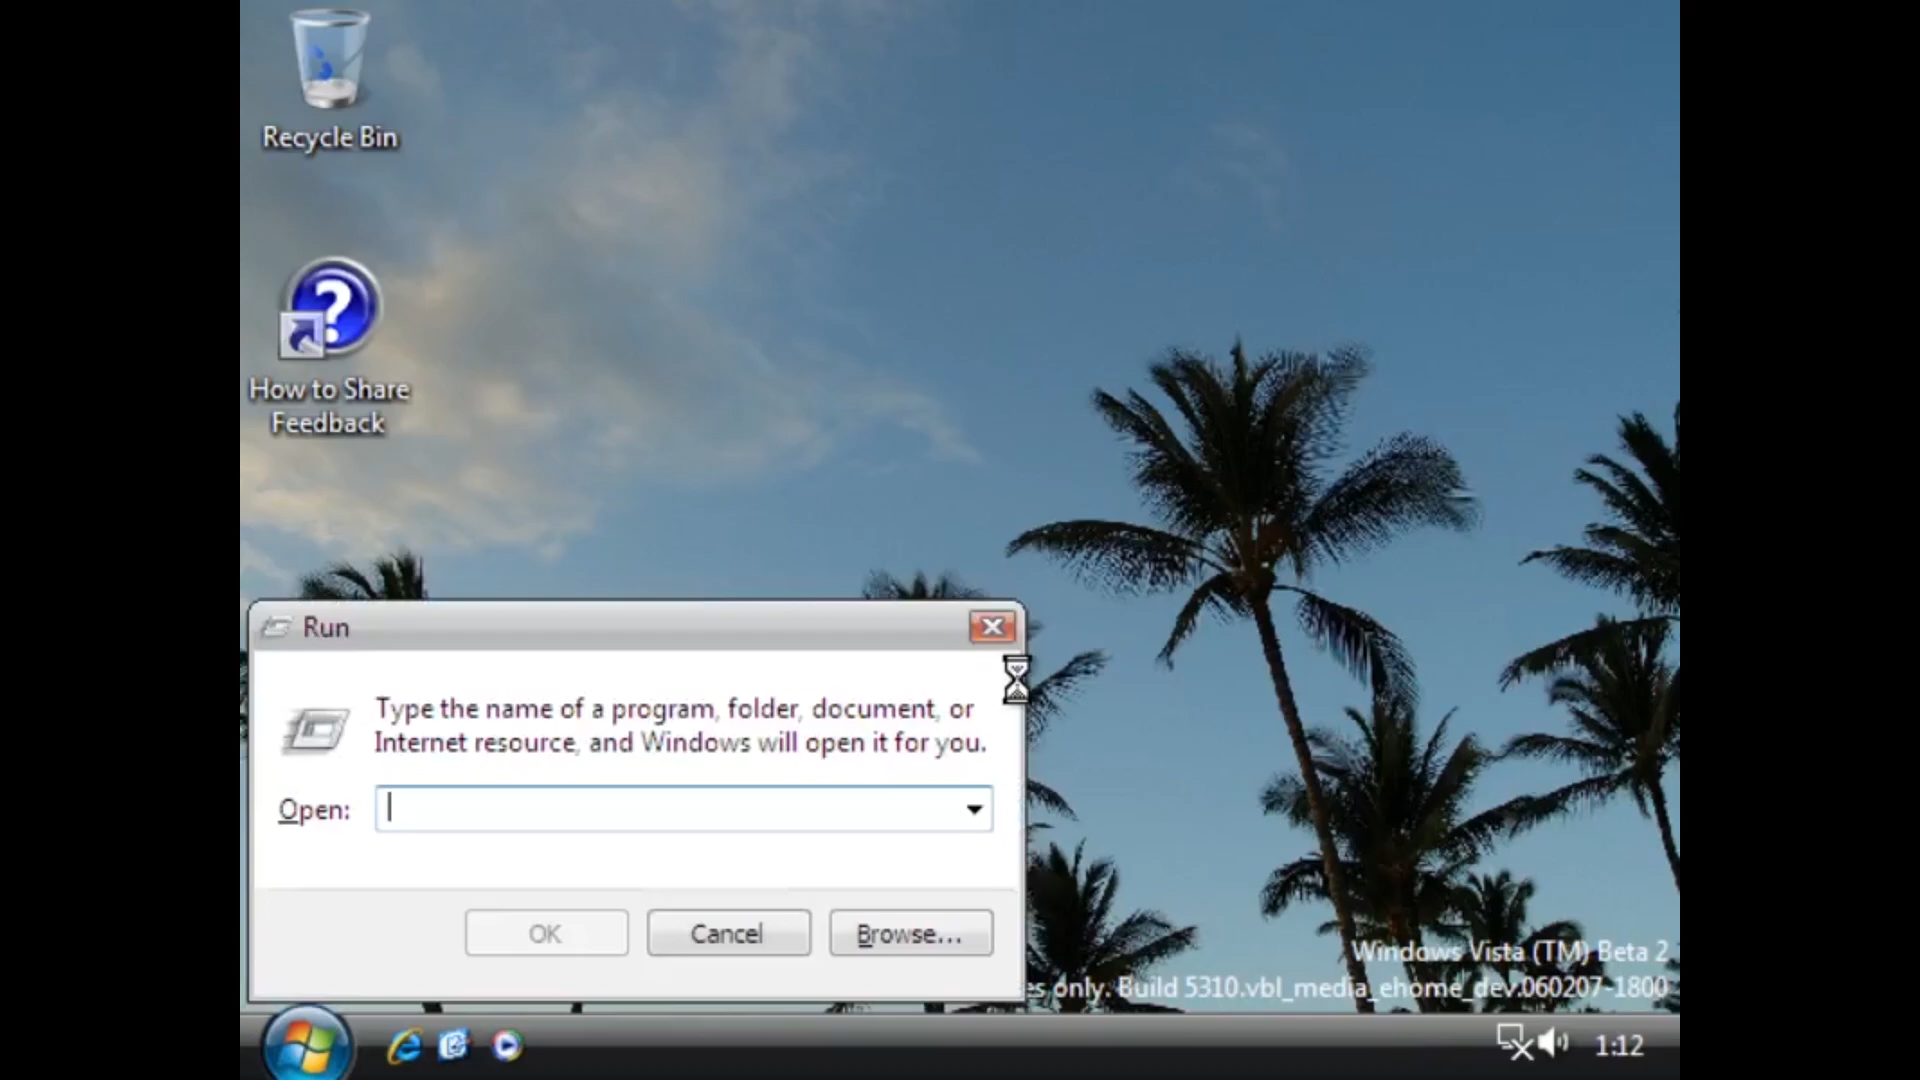 Recycle Bin
How to Share
Feedback
Run
Type the name of a program, folder, document, or
Internet resource, and Windows will open it for you.
Open:
OK
Cancel
Browse...
Windows Vista (TM) Beta 2
es only. Build 5310.vbl_media_ehome_dev.060207-1800
1:12